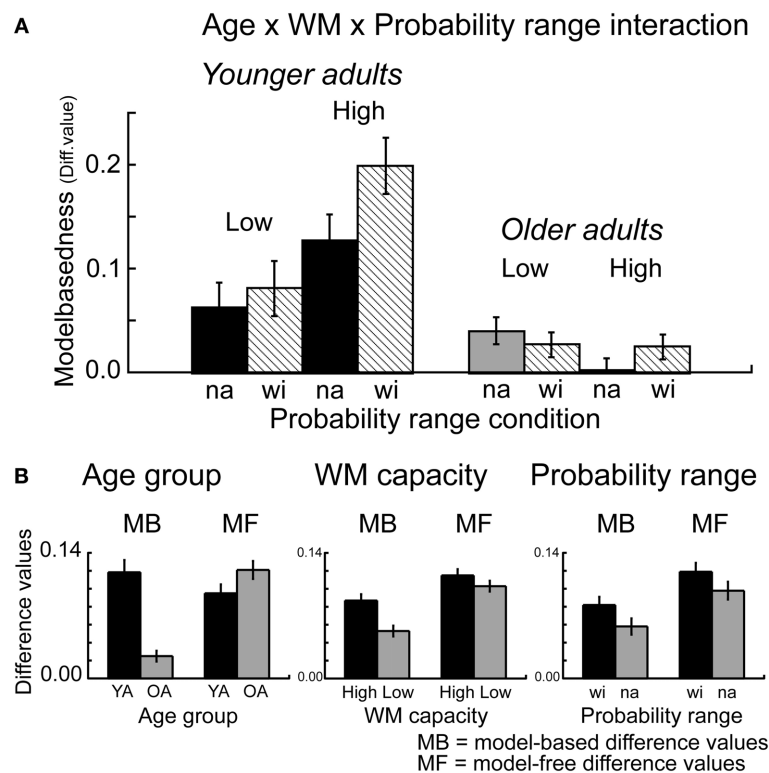 A
Age x WM x Probability range interaction
Younger adults
High
Low
Older adults
Low High
Modelbasedness (Diff.value)
0.2
0.1
0.0
na wi na wi na wi na wi
Probability range condition
B
Age group
WM capacity
Probability range
MB MF
MB MF
MB MF
Difference values
0.14
0.00
0.14
0.00
0.14
0.00
YA OA YA OA
High Low High Low
wi na wi na
Age group
WM capacity
Probability range
MB = model-based difference values
MF = model-free difference values